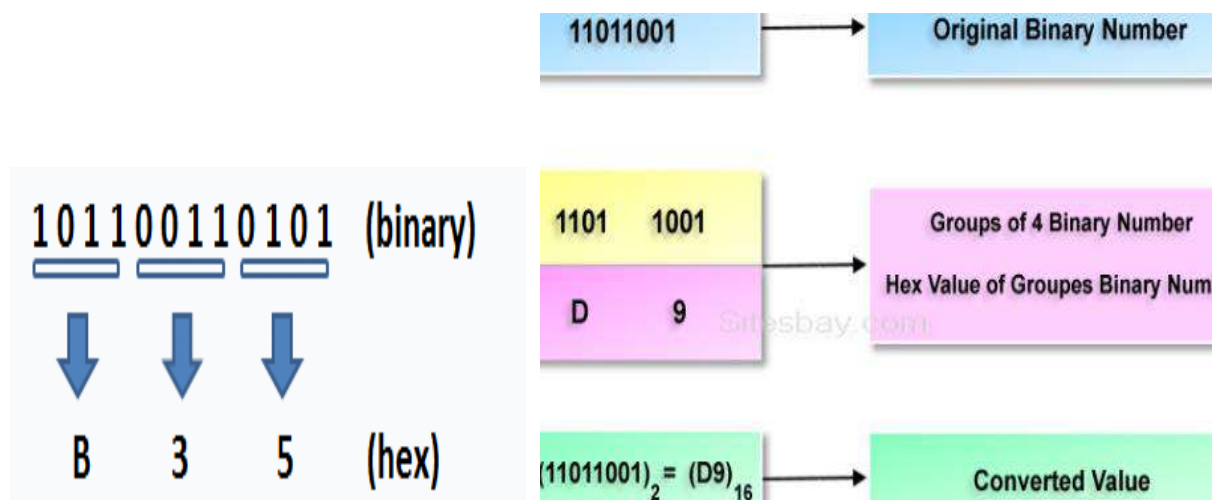 101100110101 (binary)
B 3 5 (hex)
11011001
Original Binary Number
1101 1001
D 9
Groups of 4 Binary Number
Hex Value of Groupes Binary Num
Sitesbay.com
(11011001)2 = (D9)16
Converted Value